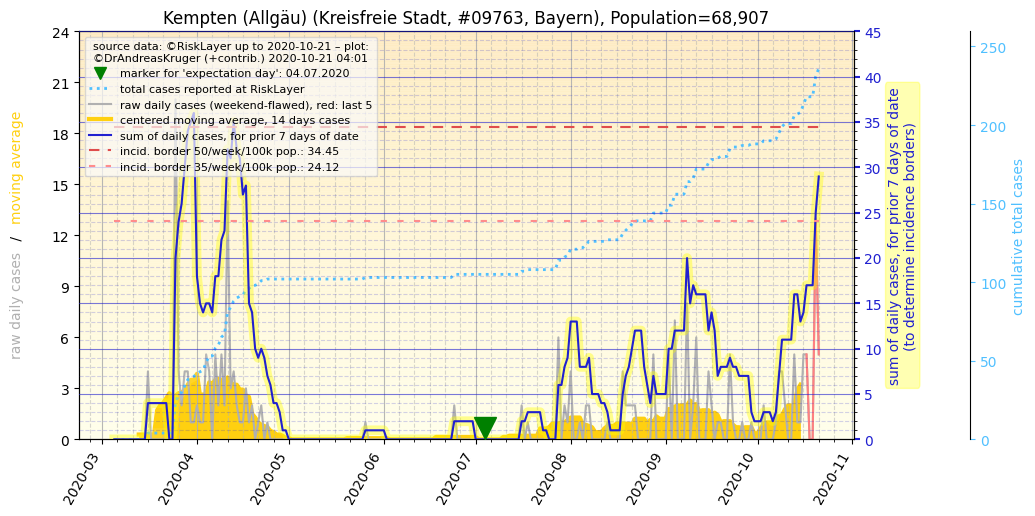 Kempten (Allgäu) (Kreisfreie Stadt, #09763, Bayern), Population=68,907
source data: ©RiskLayer up to 2020-10-21 – plot:
©DrAndreasKruger (+contrib.) 2020-10-21 04:01
marker for 'expectation day': 04.07.2020
total cases reported at RiskLayer
raw daily cases (weekend-flawed), red: last 5
centered moving average, 14 days cases
sum of daily cases, for prior 7 days of date
incid. border 50/week/100k pop.: 34.45
incid. border 35/week/100k pop.: 24.12
raw daily cases / moving average
24
21
18
15
12
9
6
3
0
45
40
35
30
25
20
15
10
5
0
sum of daily cases, for prior 7 days of date
(to determine incidence borders)
250
200
150
100
50
0
cumulative total cases
2020-03
2020-04
2020-05
2020-06
2020-07
2020-08
2020-09
2020-10
2020-11